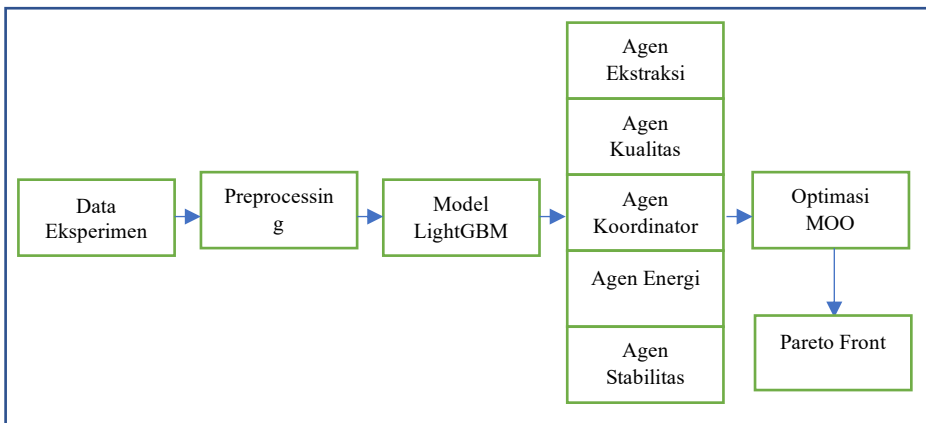 Data
Eksperimen
Preprocessin
g
Model
LightGBM
Agen
Ekstraksi
Agen
Kualitas
Agen
Koordinator
Agen Energi
Agen
Stabilitas
Optimasi
MOO
Pareto Front